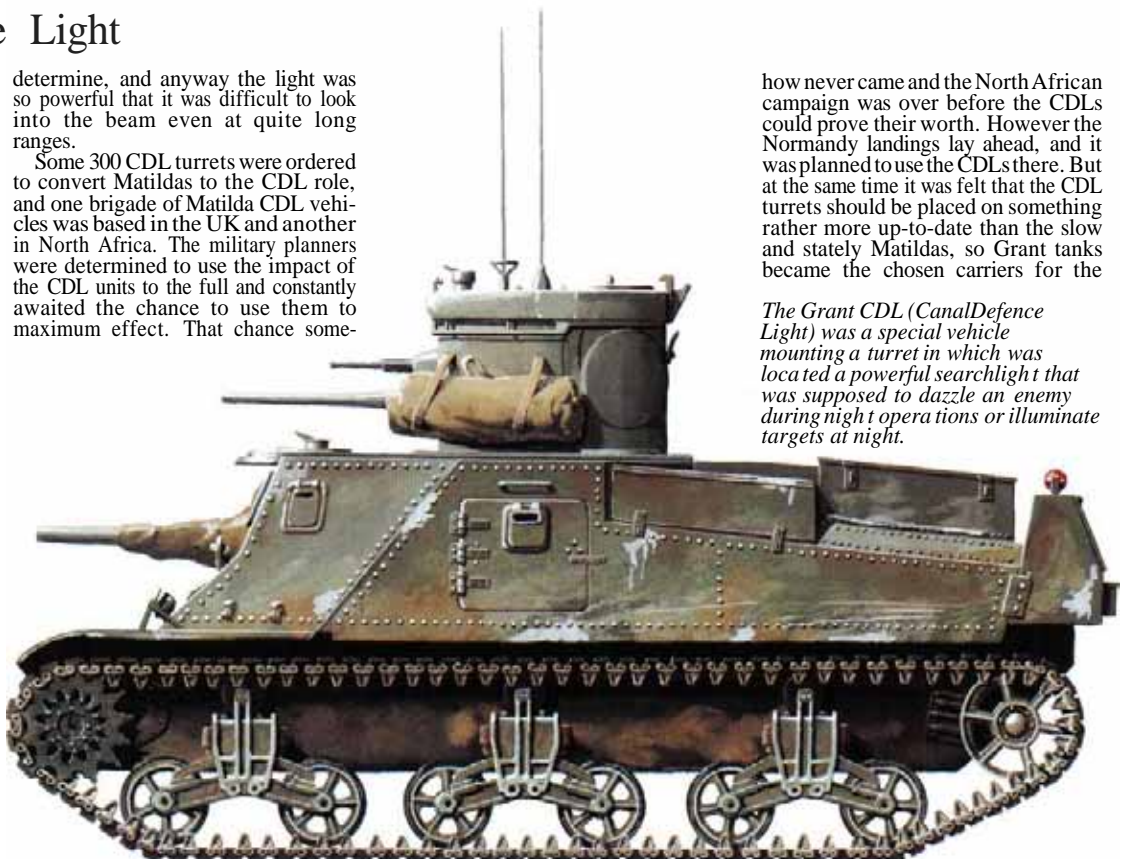 e Light
determine, and anyway the light was
so powerful that it was difficult to look
into the beam even at quite long
ranges.
Some 300 CDL turrets were ordered
to convert Matildas to the CDL role,
and one brigade of Matilda CDL vehi-
cles was based in the UK and another
in North Africa. The military planners
were determined to use the impact of
the CDL units to the full and constantly
awaited the chance to use them to
maximum effect. That chance some-
how never came and the North African
campaign was over before the CDLs
could prove their worth. However the
Normandy landings lay ahead, and it
was planned to use the CDLs there. But
at the same time it was felt that the CDL
turrets should be placed on something
rather more up-to-date than the slow
and stately Matildas, so Grant tanks
became the chosen carriers for the
The Grant CDL (CanalDefence
Light) was a special vehicle
mounting a turret in which was
loca ted a powerful searchligh t that
was supposed to dazzle an enemy
during nigh t opera tions or illuminate
targets at night.